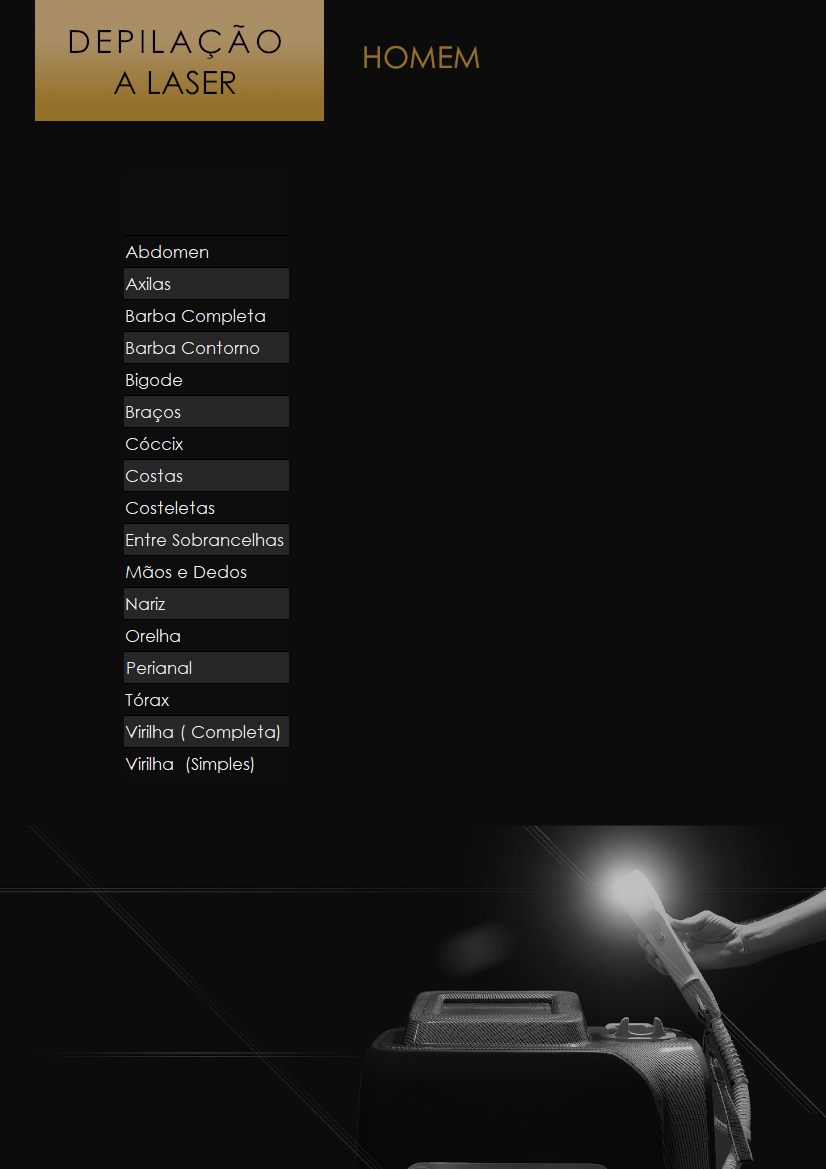 DEPILAÇÃO
A LASER
HOMEM
Abdomen
Axilas
Barba Completa
Barba Contorno
Bigode
Braços
Cóccix
Costas
Costeletas
Entre Sobrancelhas
Mãos e Dedos
Nariz
Orelha
Perianal
Tórax
Virilha ( Completa)
Virilha  (Simples)